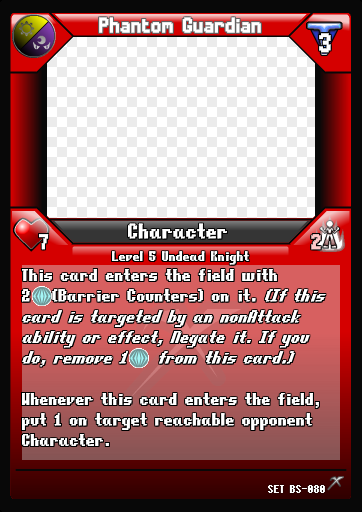 Phantom Guardian
3
Character
7
2
Level 5 Undead Knight
This card enters the field with
2(Barrier Counters) on it. (If this
card is targeted by an nonAttack
ability or effect, Negate it. If you
do, remove 1 from this card.)
Whenever this card enters the field,
put 1 on target reachable opponent
Character.
SET BS-080